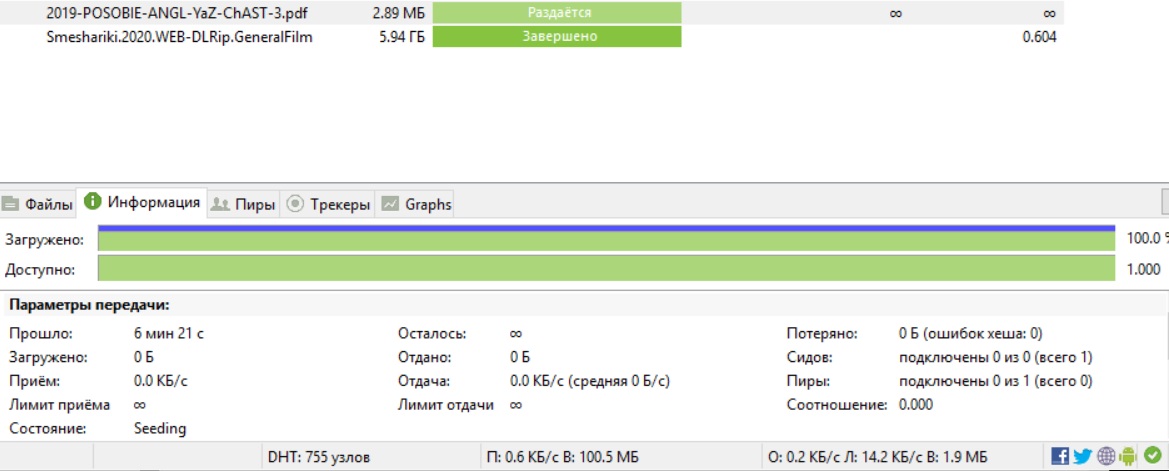 2019-POSOBIE-ANGL-YaZ-ChAST-3.pdf 2.89 МБ Раздаётся ∞ ∞
Smeshariki.2020.WEB-DLRip.GeneralFilm 5.94 ГБ Завершено 0.604
Файлы Информация Пиры Трекеры Graphs
Загружено: 100.0 %
Доступно: 1.000
Параметры передачи:
Прошло: 6 мин 21 с Осталось: ∞ Потеряно: 0 Б (ошибок хеша: 0)
Загружено: 0 Б Отдано: 0 Б Сидов: подключены 0 из 0 (всего 1)
Приём: 0.0 КБ/с Отдача: 0.0 КБ/с (средняя 0 Б/с) Пиры: подключены 0 из 1 (всего 0)
Лимит приёма ∞ Лимит отдачи ∞ Соотношение: 0.000
Состояние: Seeding
DHT: 755 узлов П: 0.6 КБ/с В: 100.5 МБ О: 0.2 КБ/с Л: 14.2 КБ/с В: 1.9 МБ